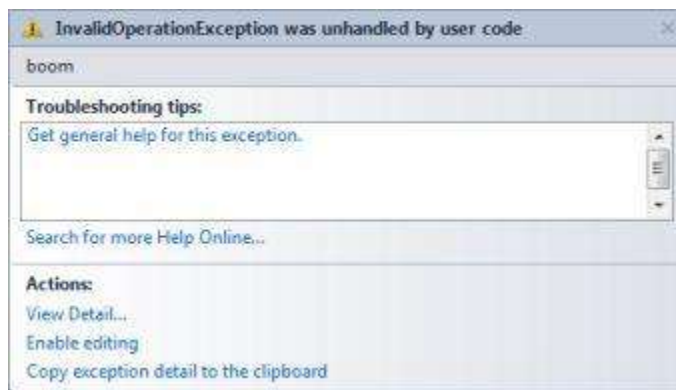 InvalidOperationException was unhandled by user code
boom
Troubleshooting tips:
Get general help for this exception.
Search for more Help Online...
Actions:
View Detail...
Enable editing
Copy exception detail to the clipboard